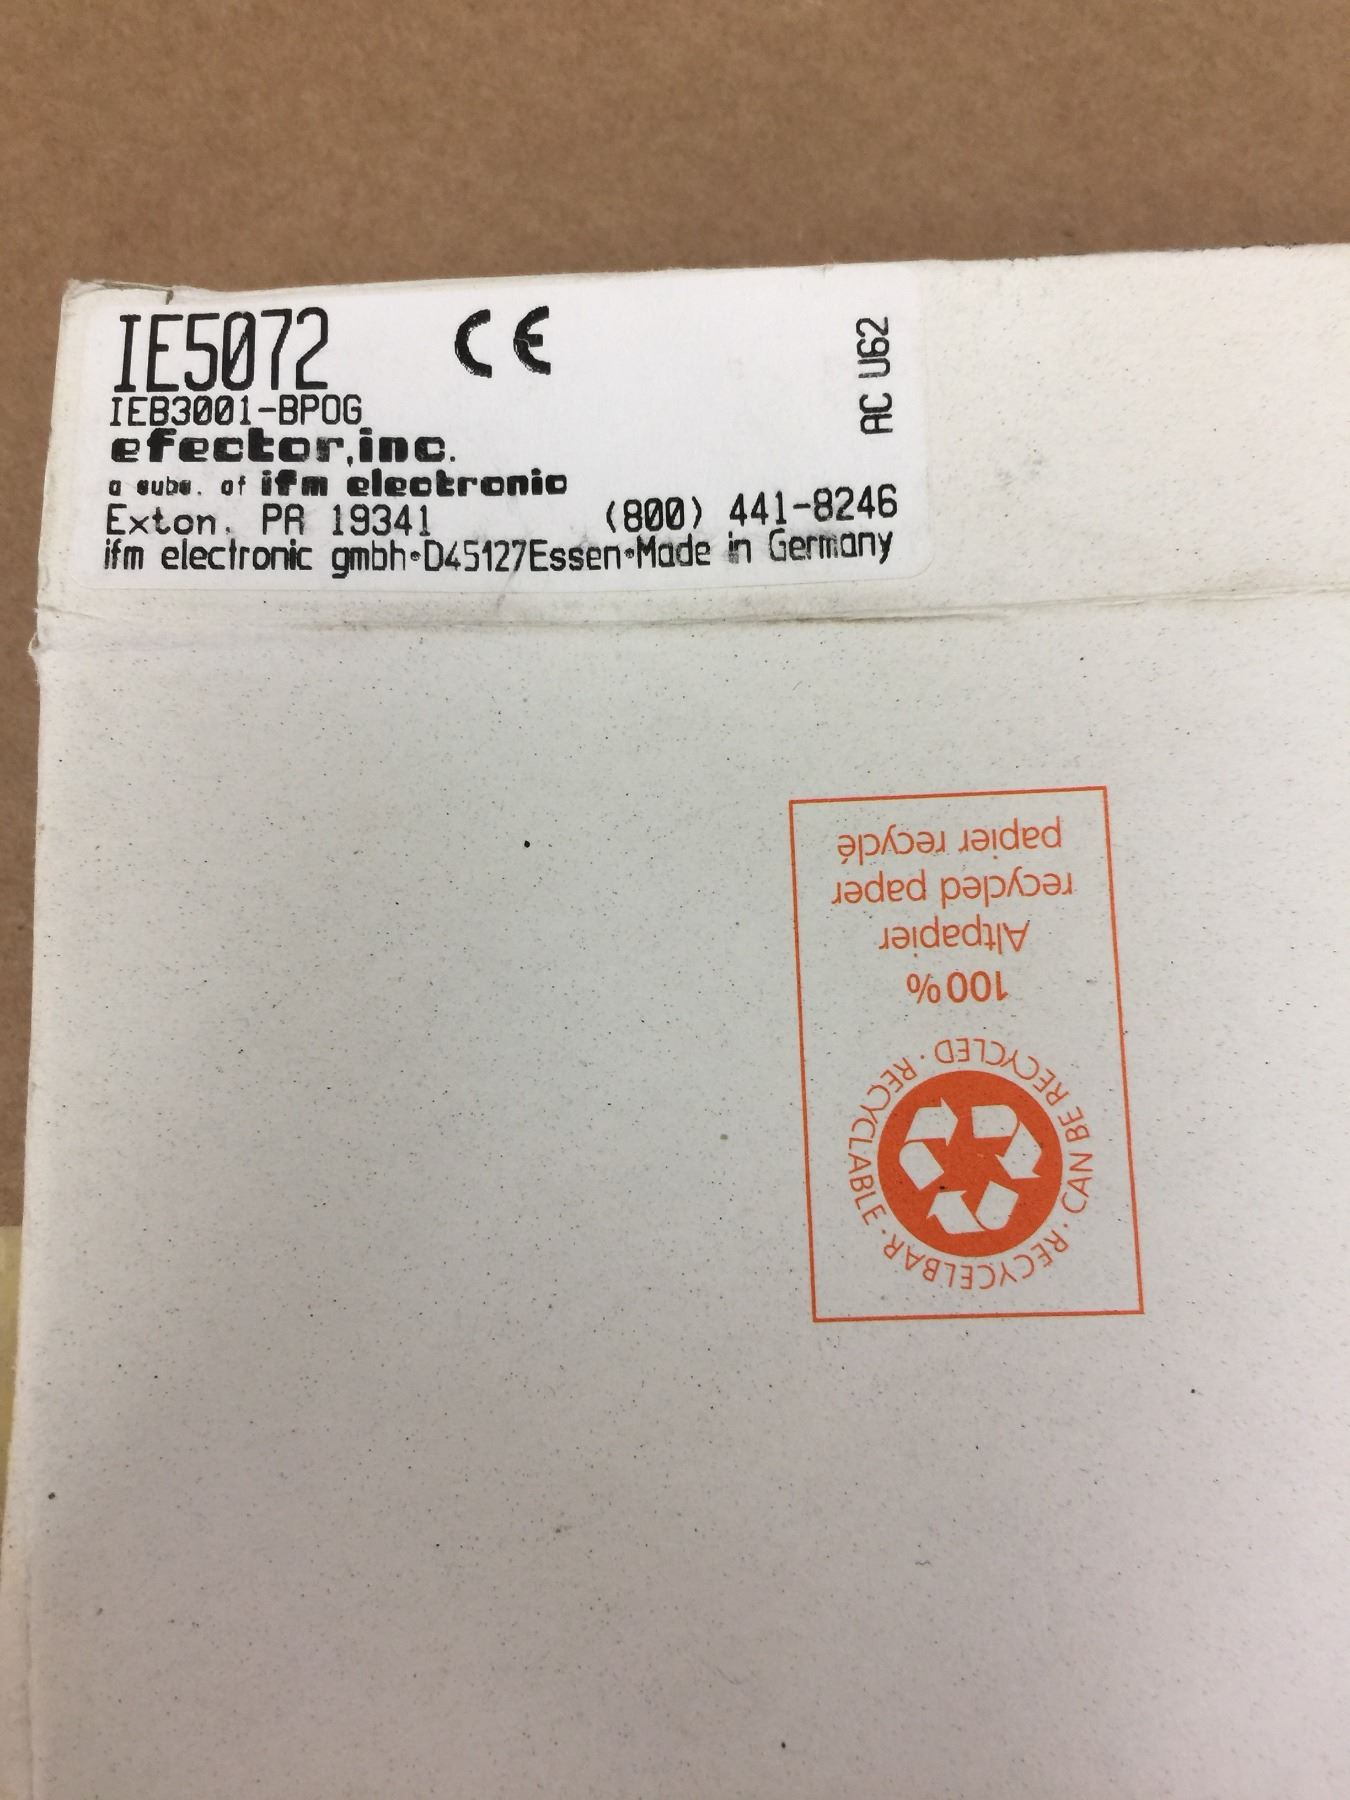 IE5072 CE
IEB3001-BPOG
efector,inc.
a subs. of ifm electronic
Exton, PA 19341 (800) 441-8246
ifm electronic gmbh•D45127Essen•Made in Germany
AC U62
RECYCELBAR · RECYCLABLE · RECYCLED · CAN BE RECYCLED ·
100%
Altpapier
recycled paper
papier recyclé